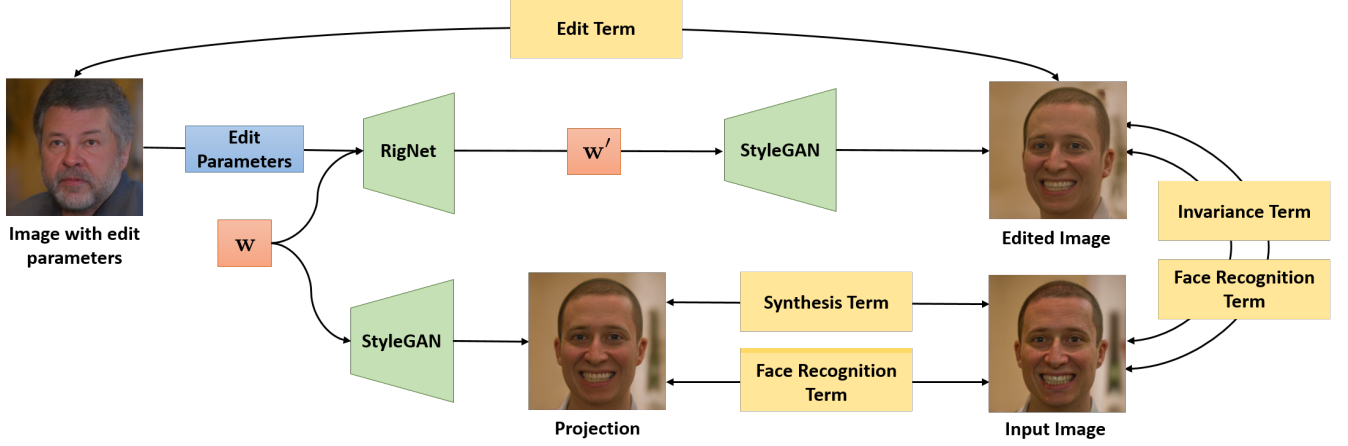 Edit Term
Edit
Parameters
RigNet
w′
StyleGAN
Image with edit
parameters
w
Edited Image
Invariance Term
Face Recognition
Term
StyleGAN
Synthesis Term
Face Recognition
Term
Projection
Input Image